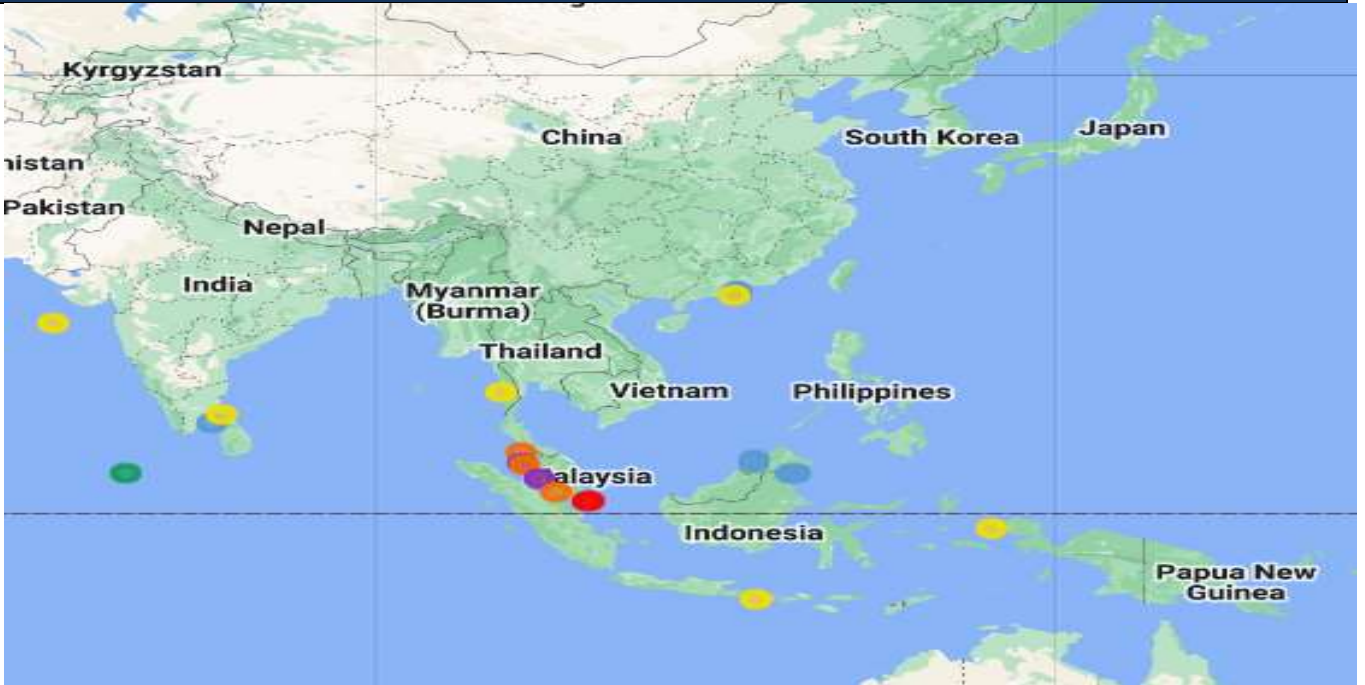 Kyrgyzstan
China
South Korea
Japan
nistan
Pakistan
Nepal
India
Myanmar
(Burma)
Thailand
Vietnam
Philippines
alaysia
Indonesia
Papua New
Guinea